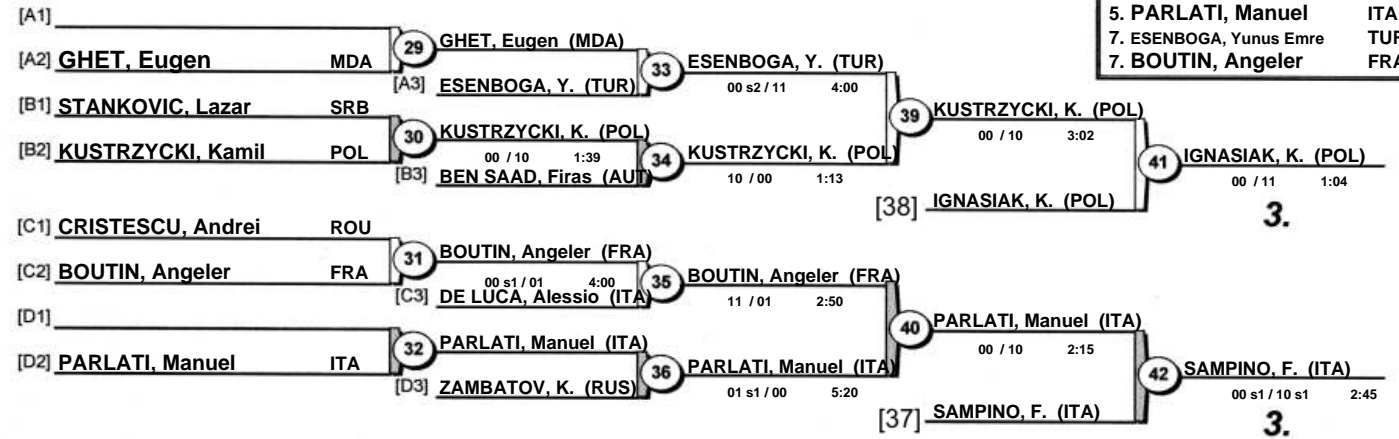 5. PARLATI, Manuel ITA
7. ESENBOGA, Yunus Emre TUR
7. BOUTIN, Angeler FRA
[A1]
[A2] GHET, Eugen MDA
29
GHET, Eugen (MDA)
[A3] ESENBOGA, Y. (TUR)
33
ESENBOGA, Y. (TUR)
00 s2 / 11 4:00
[B1] STANKOVIC, Lazar SRB
[B2] KUSTRZYCKI, Kamil POL
30
KUSTRZYCKI, K. (POL)
00 / 10 1:39
[B3] BEN SAAD, Firas (AUT)
34
KUSTRZYCKI, K. (POL)
10 / 00 1:13
39
KUSTRZYCKI, K. (POL)
00 / 10 3:02
[38] IGNASIAK, K. (POL)
41
IGNASIAK, K. (POL)
00 / 11 1:04
3.
[C1] CRISTESCU, Andrei ROU
[C2] BOUTIN, Angeler FRA
31
BOUTIN, Angeler (FRA)
00 s1 / 01 4:00
[C3] DE LUCA, Alessio (ITA)
35
BOUTIN, Angeler (FRA)
11 / 01 2:50
[D1]
[D2] PARLATI, Manuel ITA
32
PARLATI, Manuel (ITA)
[D3] ZAMBATOV, K. (RUS)
36
PARLATI, Manuel (ITA)
01 s1 / 00 5:20
40
PARLATI, Manuel (ITA)
00 / 10 2:15
[37] SAMPINO, F. (ITA)
42
SAMPINO, F. (ITA)
00 s1 / 10 s1 2:45
3.